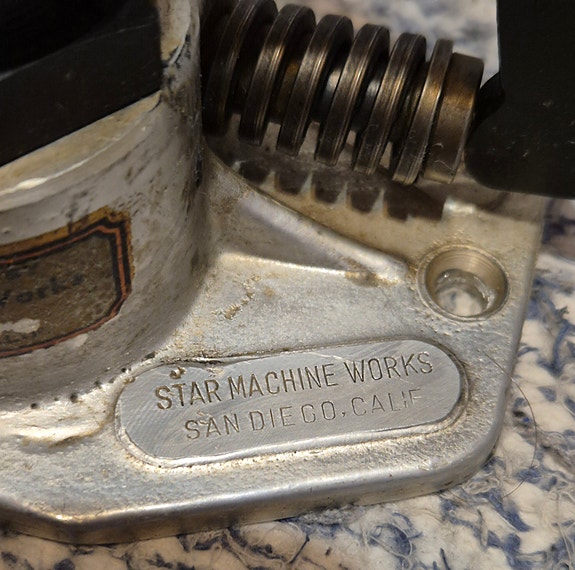 STAR MACHINE WORKS
SAN DIEGO, CALIF